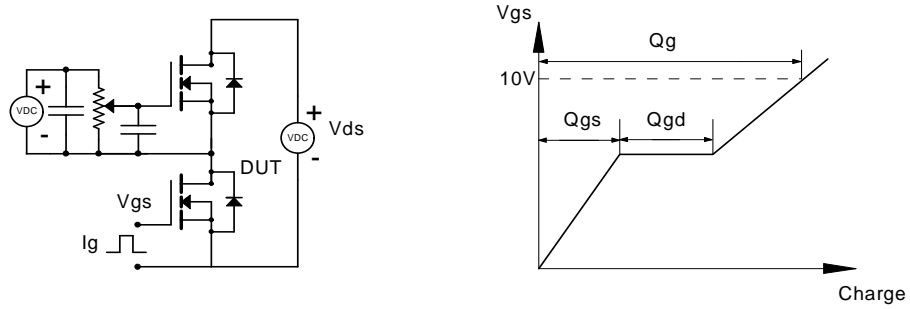 +
VDC
-
Vgs
Ig
DUT
+
VDC
Vds
-
Vgs
Qg
10V
Qgs
Qgd
Charge